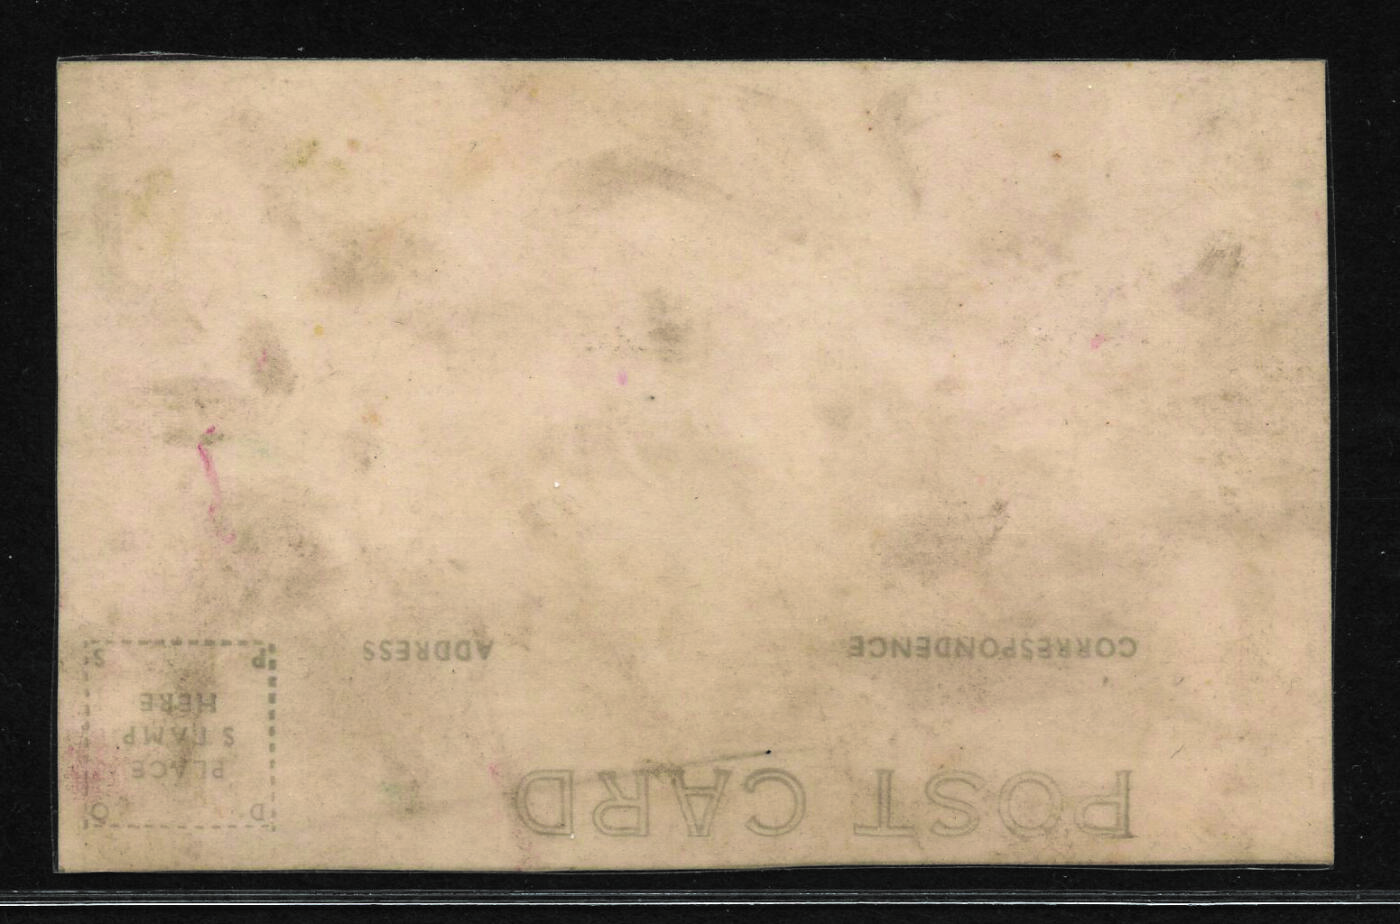 POST CARD
CORRESPONDENCE
ADDRESS
D O
PLACE
STAMP
HERE
P S